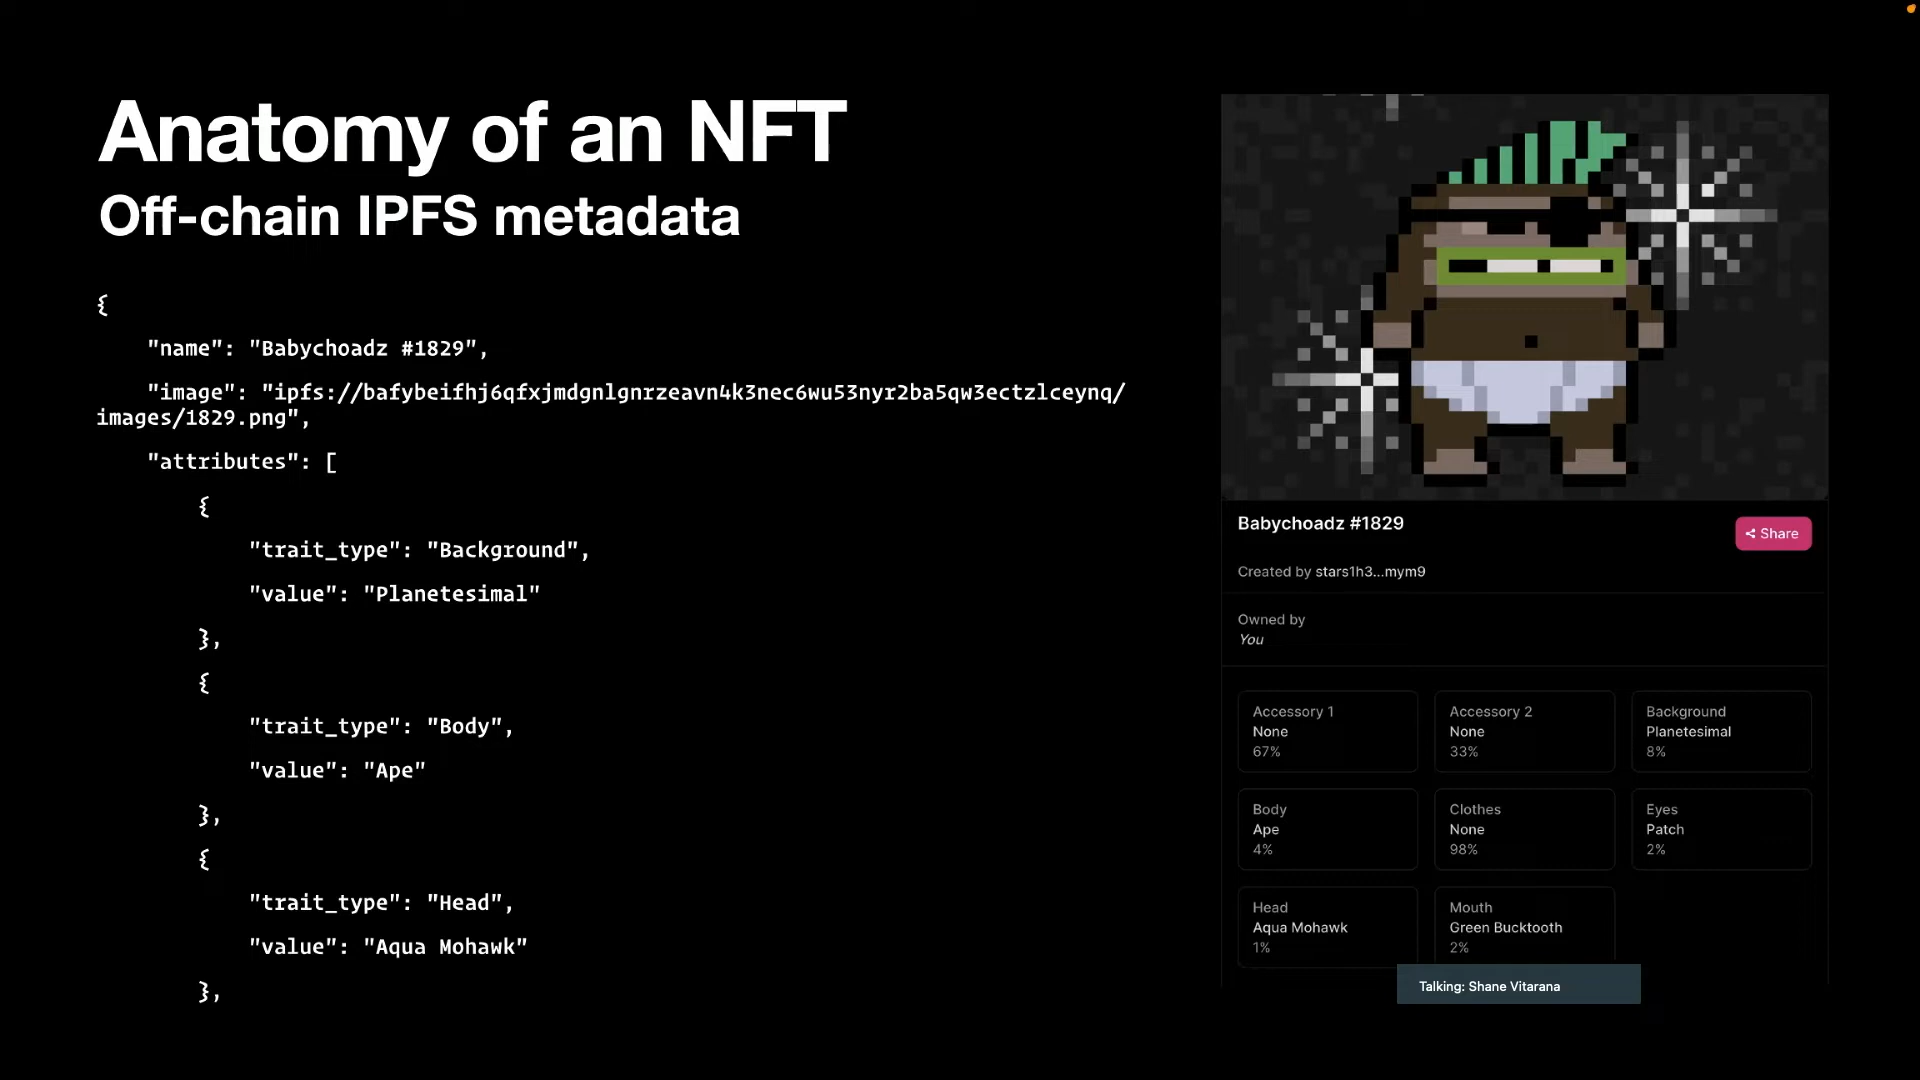 Anatomy of an NFT
Off-chain IPFS metadata
{
"name": "Babychoadz #1829",
"image": "ipfs://bafybeifhj6qfxjmdgnlgnrzeavn4k3nec6wu53nyr2ba5qw3ectzlceynq/
images/1829.png",
"attributes": [
{
"trait_type": "Background",
"value": "Planetesimal"
},
{
"trait_type": "Body",
"value": "Ape"
},
{
"trait_type": "Head",
"value": "Aqua Mohawk"
},
Babychoadz #1829
Share
Created by stars1h3...mym9
Owned by
You
Accessory 1
None
67%
Accessory 2
None
33%
Background
Planetesimal
8%
Body
Ape
4%
Clothes
None
98%
Eyes
Patch
2%
Head
Aqua Mohawk
1%
Mouth
Green Bucktooth
2%
Talking: Shane Vitarana